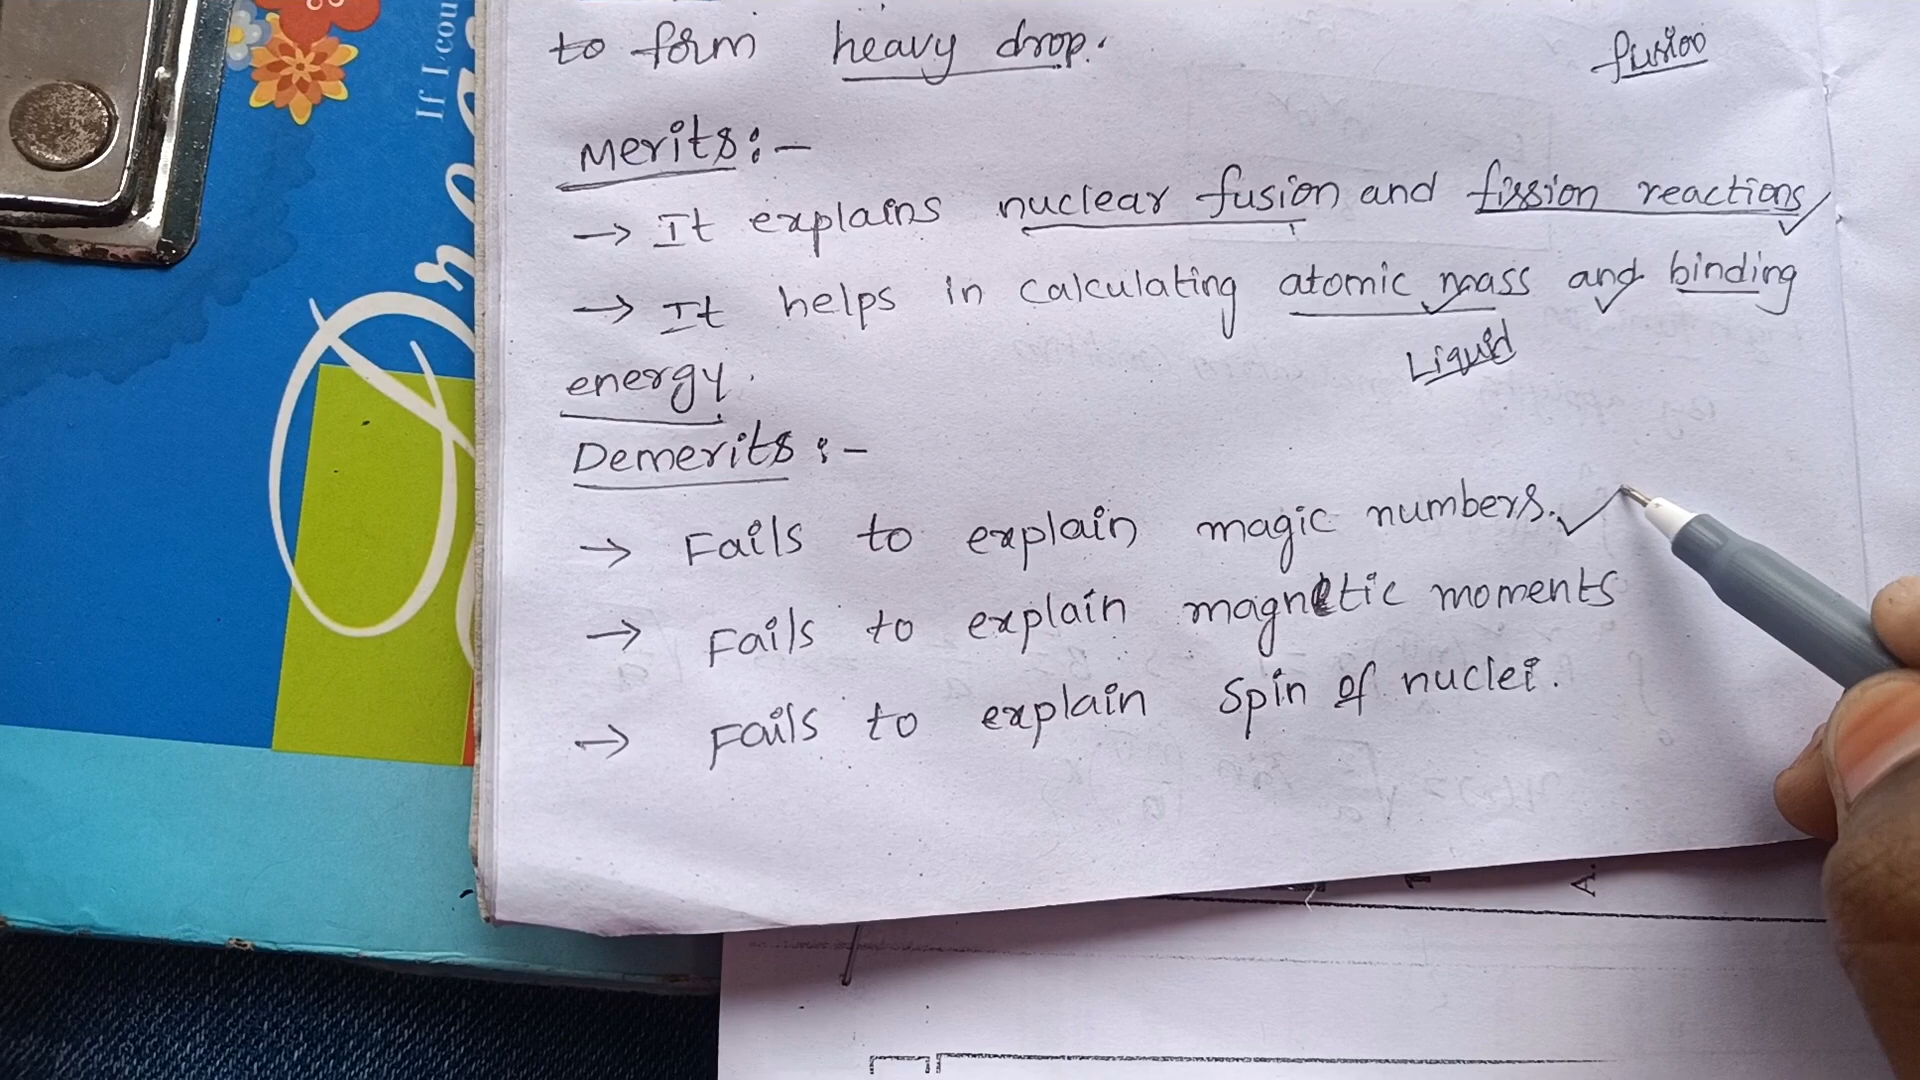 to form heavy drop.
fusion
Merits:-
→ It explains nuclear fusion and fission reactions
→ It helps in calculating atomic mass and binding
Liquid
energy.
Demerits:-
→ Fails to explain magic numbers.
→ Fails to explain magnetic moments
→ Fails to explain Spin of nuclei.
If I cou
A.